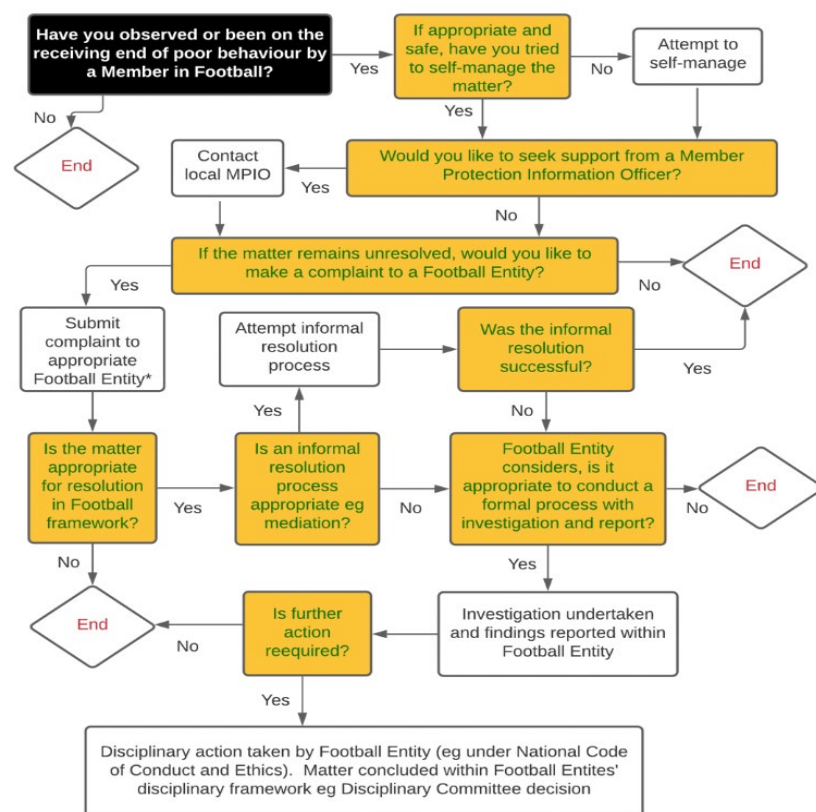 Have you observed or been on the
receiving end of poor behaviour by
a Member in Football?
Yes
If appropriate and
safe, have you tried
to self-manage the
matter?
No
Attempt to
self-manage
No
End
Yes
Contact
local MPIO
Yes
Would you like to seek support from a Member
Protection Information Officer?
No
If the matter remains unresolved, would you like to
make a complaint to a Football Entity?
No
End
Yes
Submit
complaint to
appropriate
Football Entity*
Attempt informal
resolution
process
Was the informal
resolution
successful?
Yes
Yes
No
Is the matter
appropriate
for resolution
in Football
framework?
Yes
Is an informal
resolution
process
appropriate eg
mediation?
No
Football Entity
considers, is it
appropriate to conduct a
formal process with
investigation and report?
No
End
No
Yes
End
No
Is further
action
reequired?
Investigation undertaken
and findings reported within
Football Entity
Yes
Disciplinary action taken by Football Entity (eg under National Code
of Conduct and Ethics).  Matter concluded within Football Entites'
disciplinary framework eg Disciplinary Committee decision